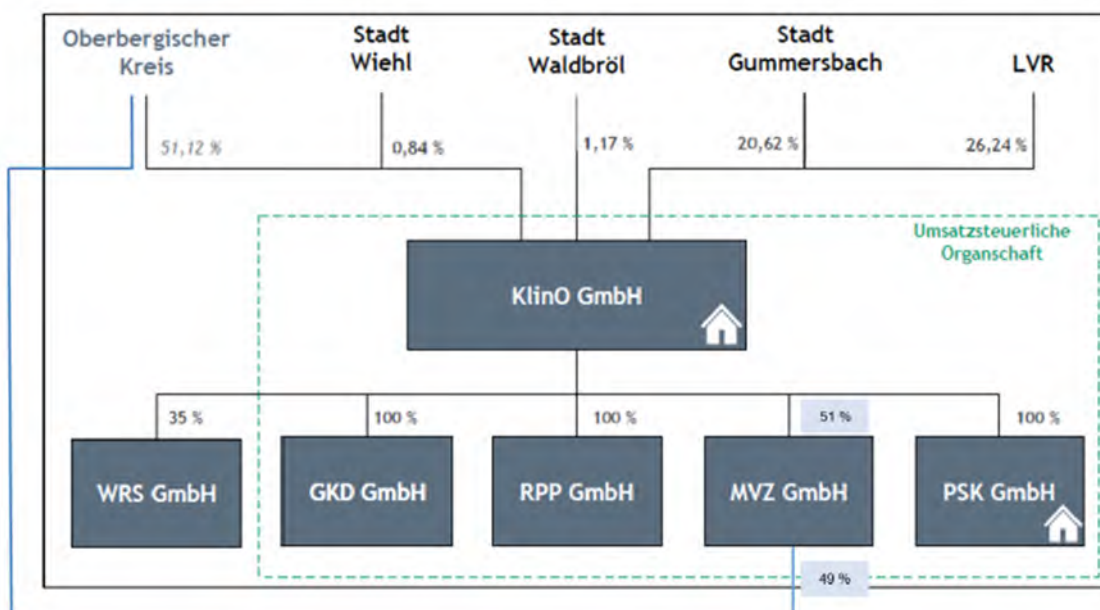 Oberbergischer
Kreis
Stadt
Wiehl
Stadt
Waldbröl
Stadt
Gummersbach
LVR
51,12 %
0,84 %
1,17 %
20,62 %
26,24 %
Umsatzsteuerliche
Organschaft
KlinO GmbH
35 %
100 %
100 %
51 %
100 %
WRS GmbH
GKD GmbH
RPP GmbH
MVZ GmbH
PSK GmbH
49 %